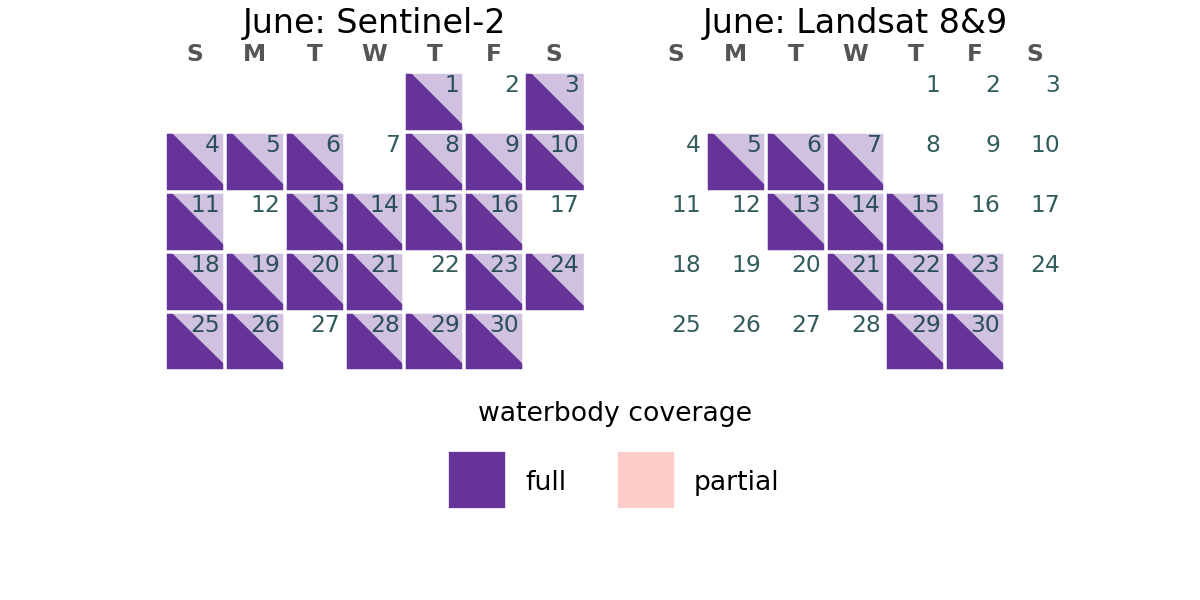 June: Sentinel-2
S M T W T F S
1 2 3
4 5 6 7 8 9 10
11 12 13 14 15 16 17
18 19 20 21 22 23 24
25 26 27 28 29 30
June: Landsat 8&9
S M T W T F S
1 2 3
4 5 6 7 8 9 10
11 12 13 14 15 16 17
18 19 20 21 22 23 24
25 26 27 28 29 30
waterbody coverage
full partial